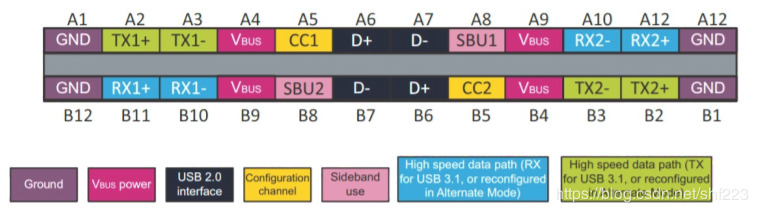 A1 A2 A3 A4 A5 A6 A7 A8 A9 A10 A12 A12
GND TX1+ TX1- VBUS CC1 D+ D- SBU1 VBUS RX2- RX2+ GND
GND RX1+ RX1- VBUS SBU2 D- D+ CC2 VBUS TX2- TX2+ GND
B12 B11 B10 B9 B8 B7 B6 B5 B4 B3 B2 B1
Ground
VBUS power
USB 2.0
interface
Configuration
channel
Sideband
use
High speed data path (RX
for USB 3.1, or reconfigured
in Alternate Mode)
High speed data path (TX
for USB 3.1, or reconfigured
in Alternate Mode)
https://blog.csdn.net/shf223